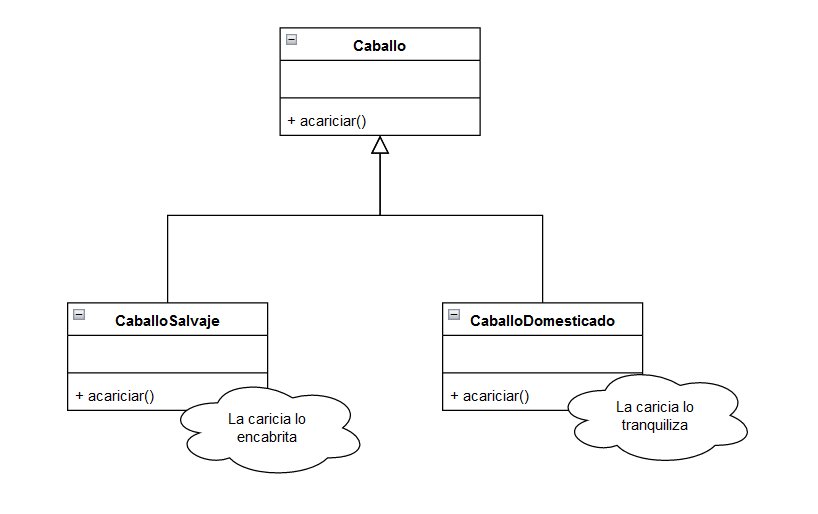 Caballo
+ acariciar()
CaballoSalvaje
+ acariciar()
La caricia lo
encabrita
CaballoDomesticado
+ acariciar()
La caricia lo
tranquiliza